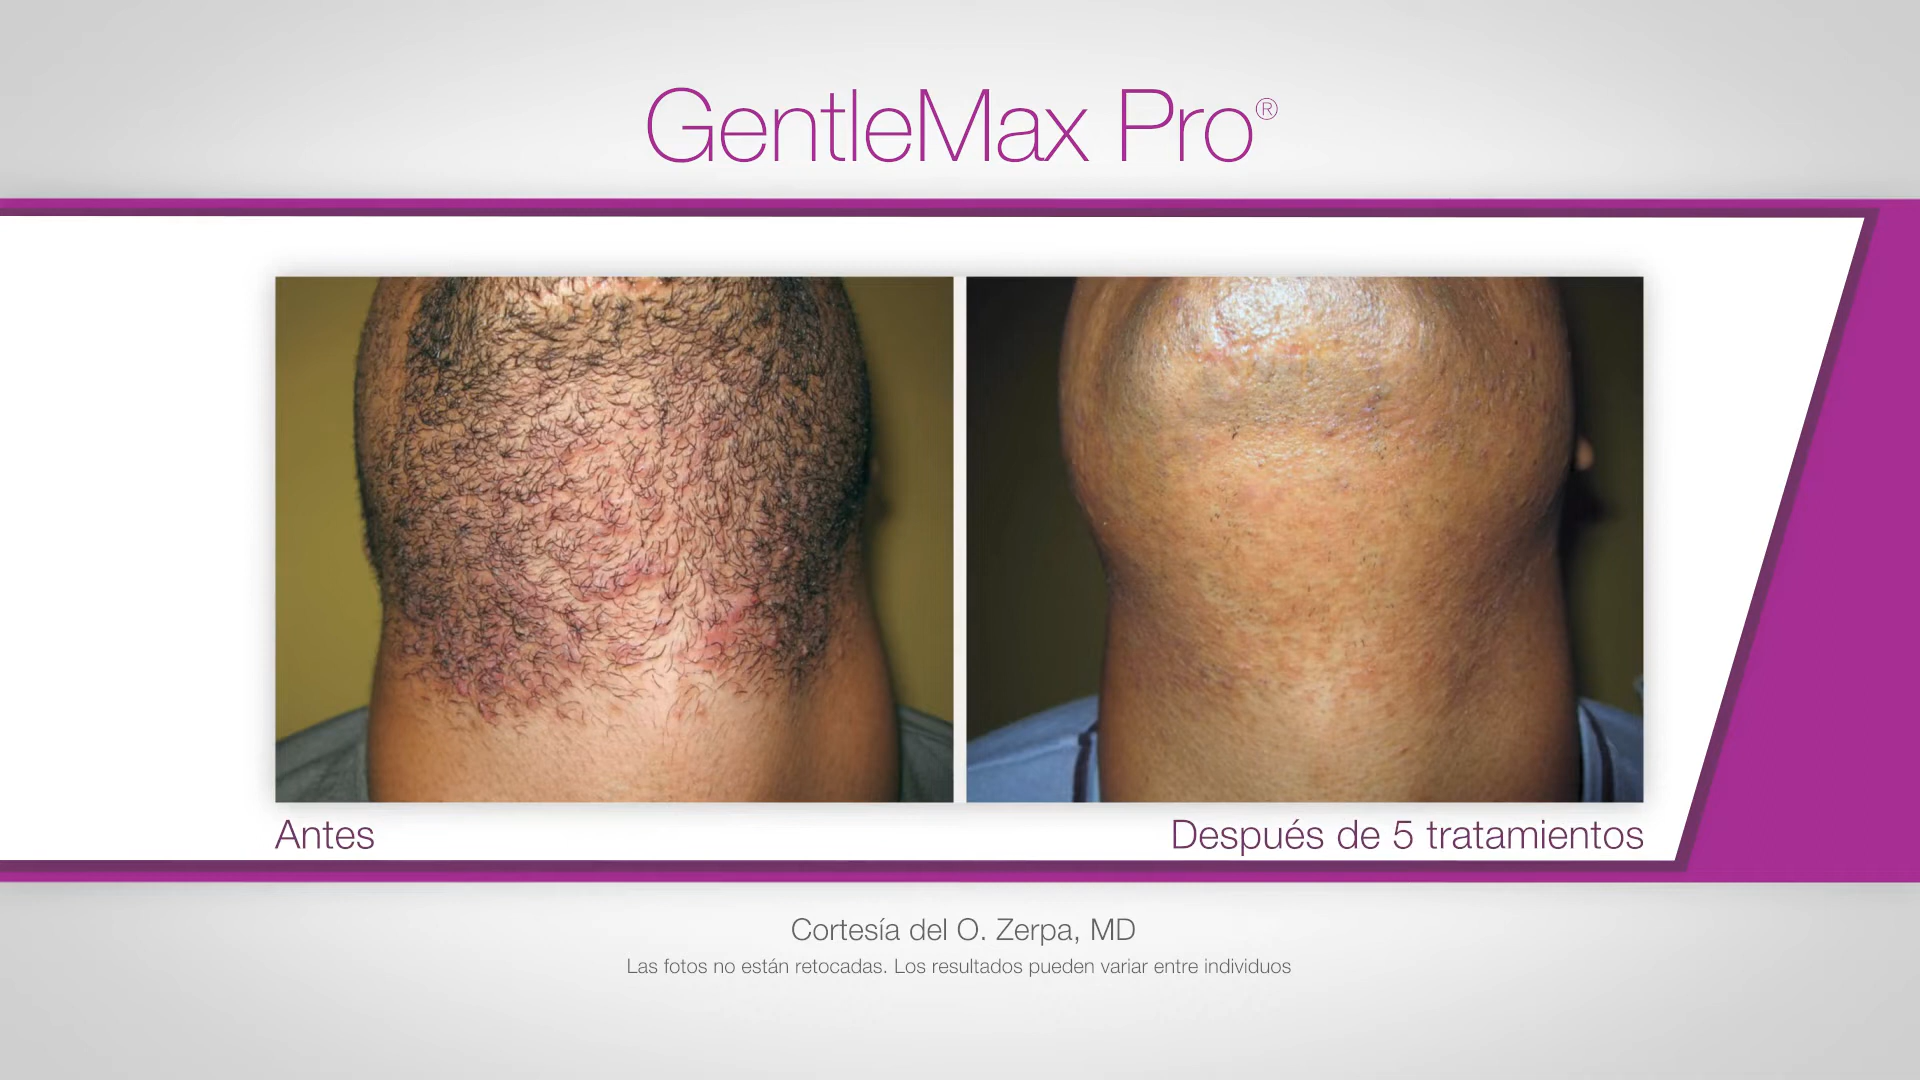 GentleMax Pro®
Antes
Después de 5 tratamientos
Cortesía del O. Zerpa, MD
Las fotos no están retocadas. Los resultados pueden variar entre individuos